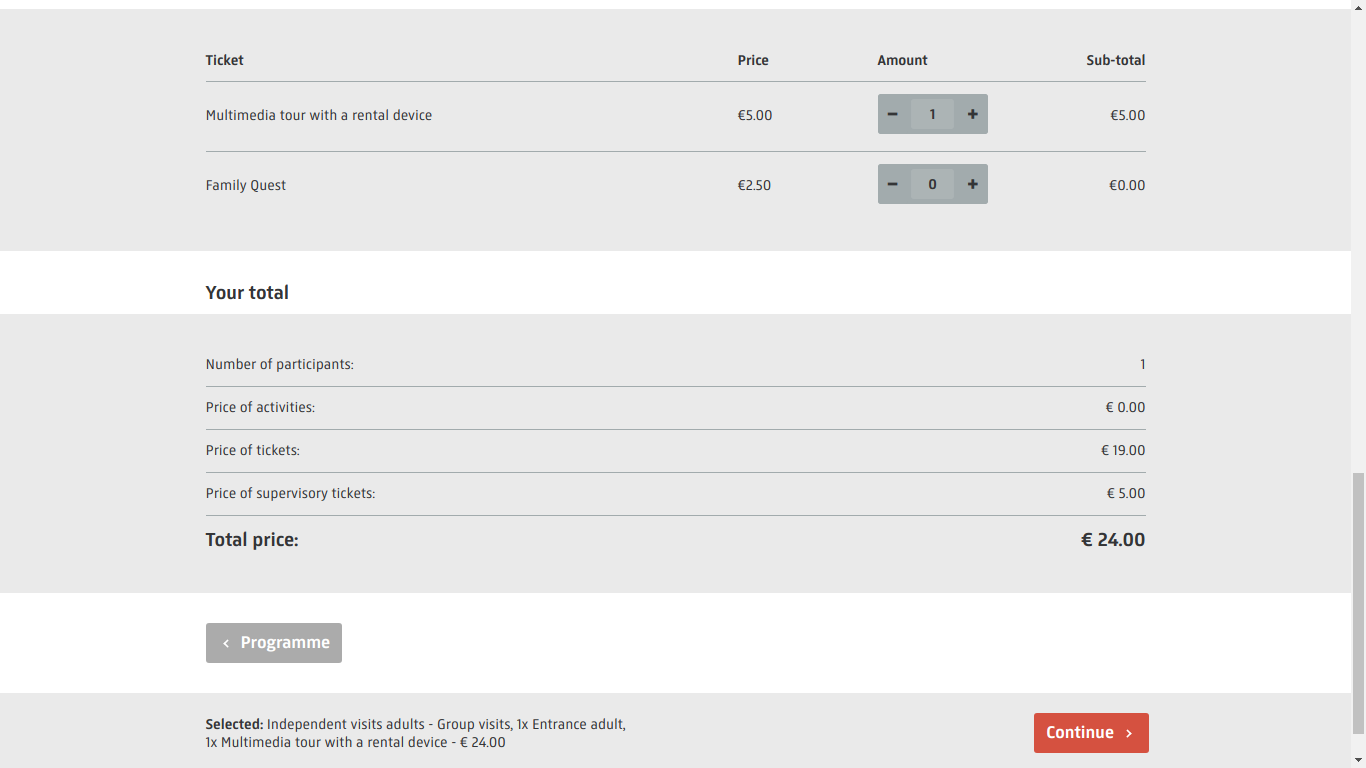 Ticket Price Amount Sub-total
Multimedia tour with a rental device €5.00 − 1 + €5.00
Family Quest €2.50 − 0 + €0.00
Your total
Number of participants: 1
Price of activities: € 0.00
Price of tickets: € 19.00
Price of supervisory tickets: € 5.00
Total price: € 24.00
‹ Programme
Selected: Independent visits adults - Group visits, 1x Entrance adult,
1x Multimedia tour with a rental device - € 24.00
Continue ›